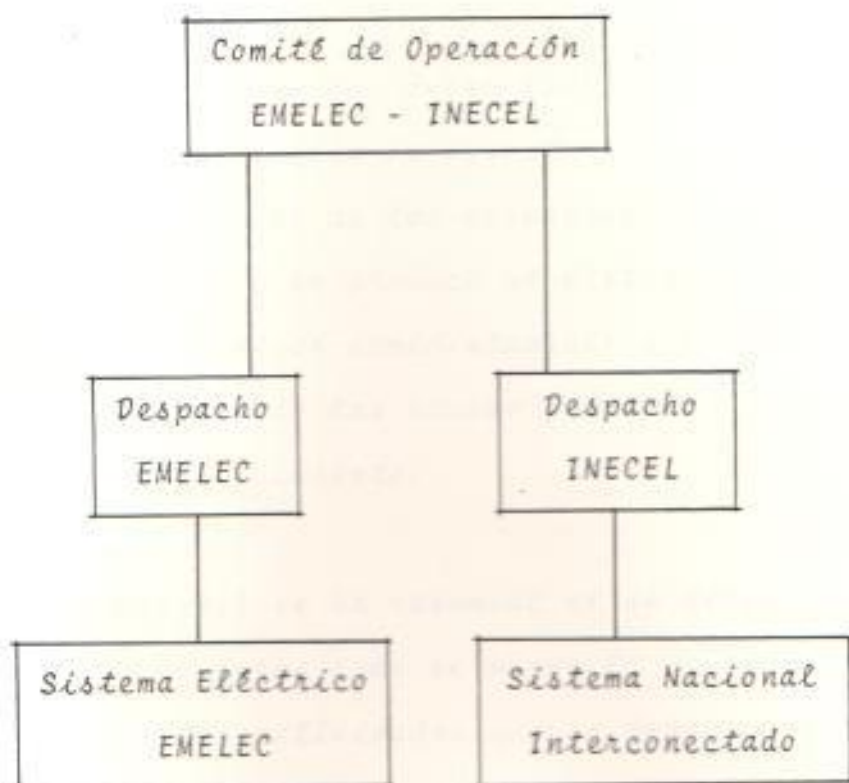 Comité de Operación
EMELEC - INECEL
Despacho
EMELEC
Despacho
INECEL
Sistema Eléctrico
EMELEC
Sistema Nacional
Interconectado